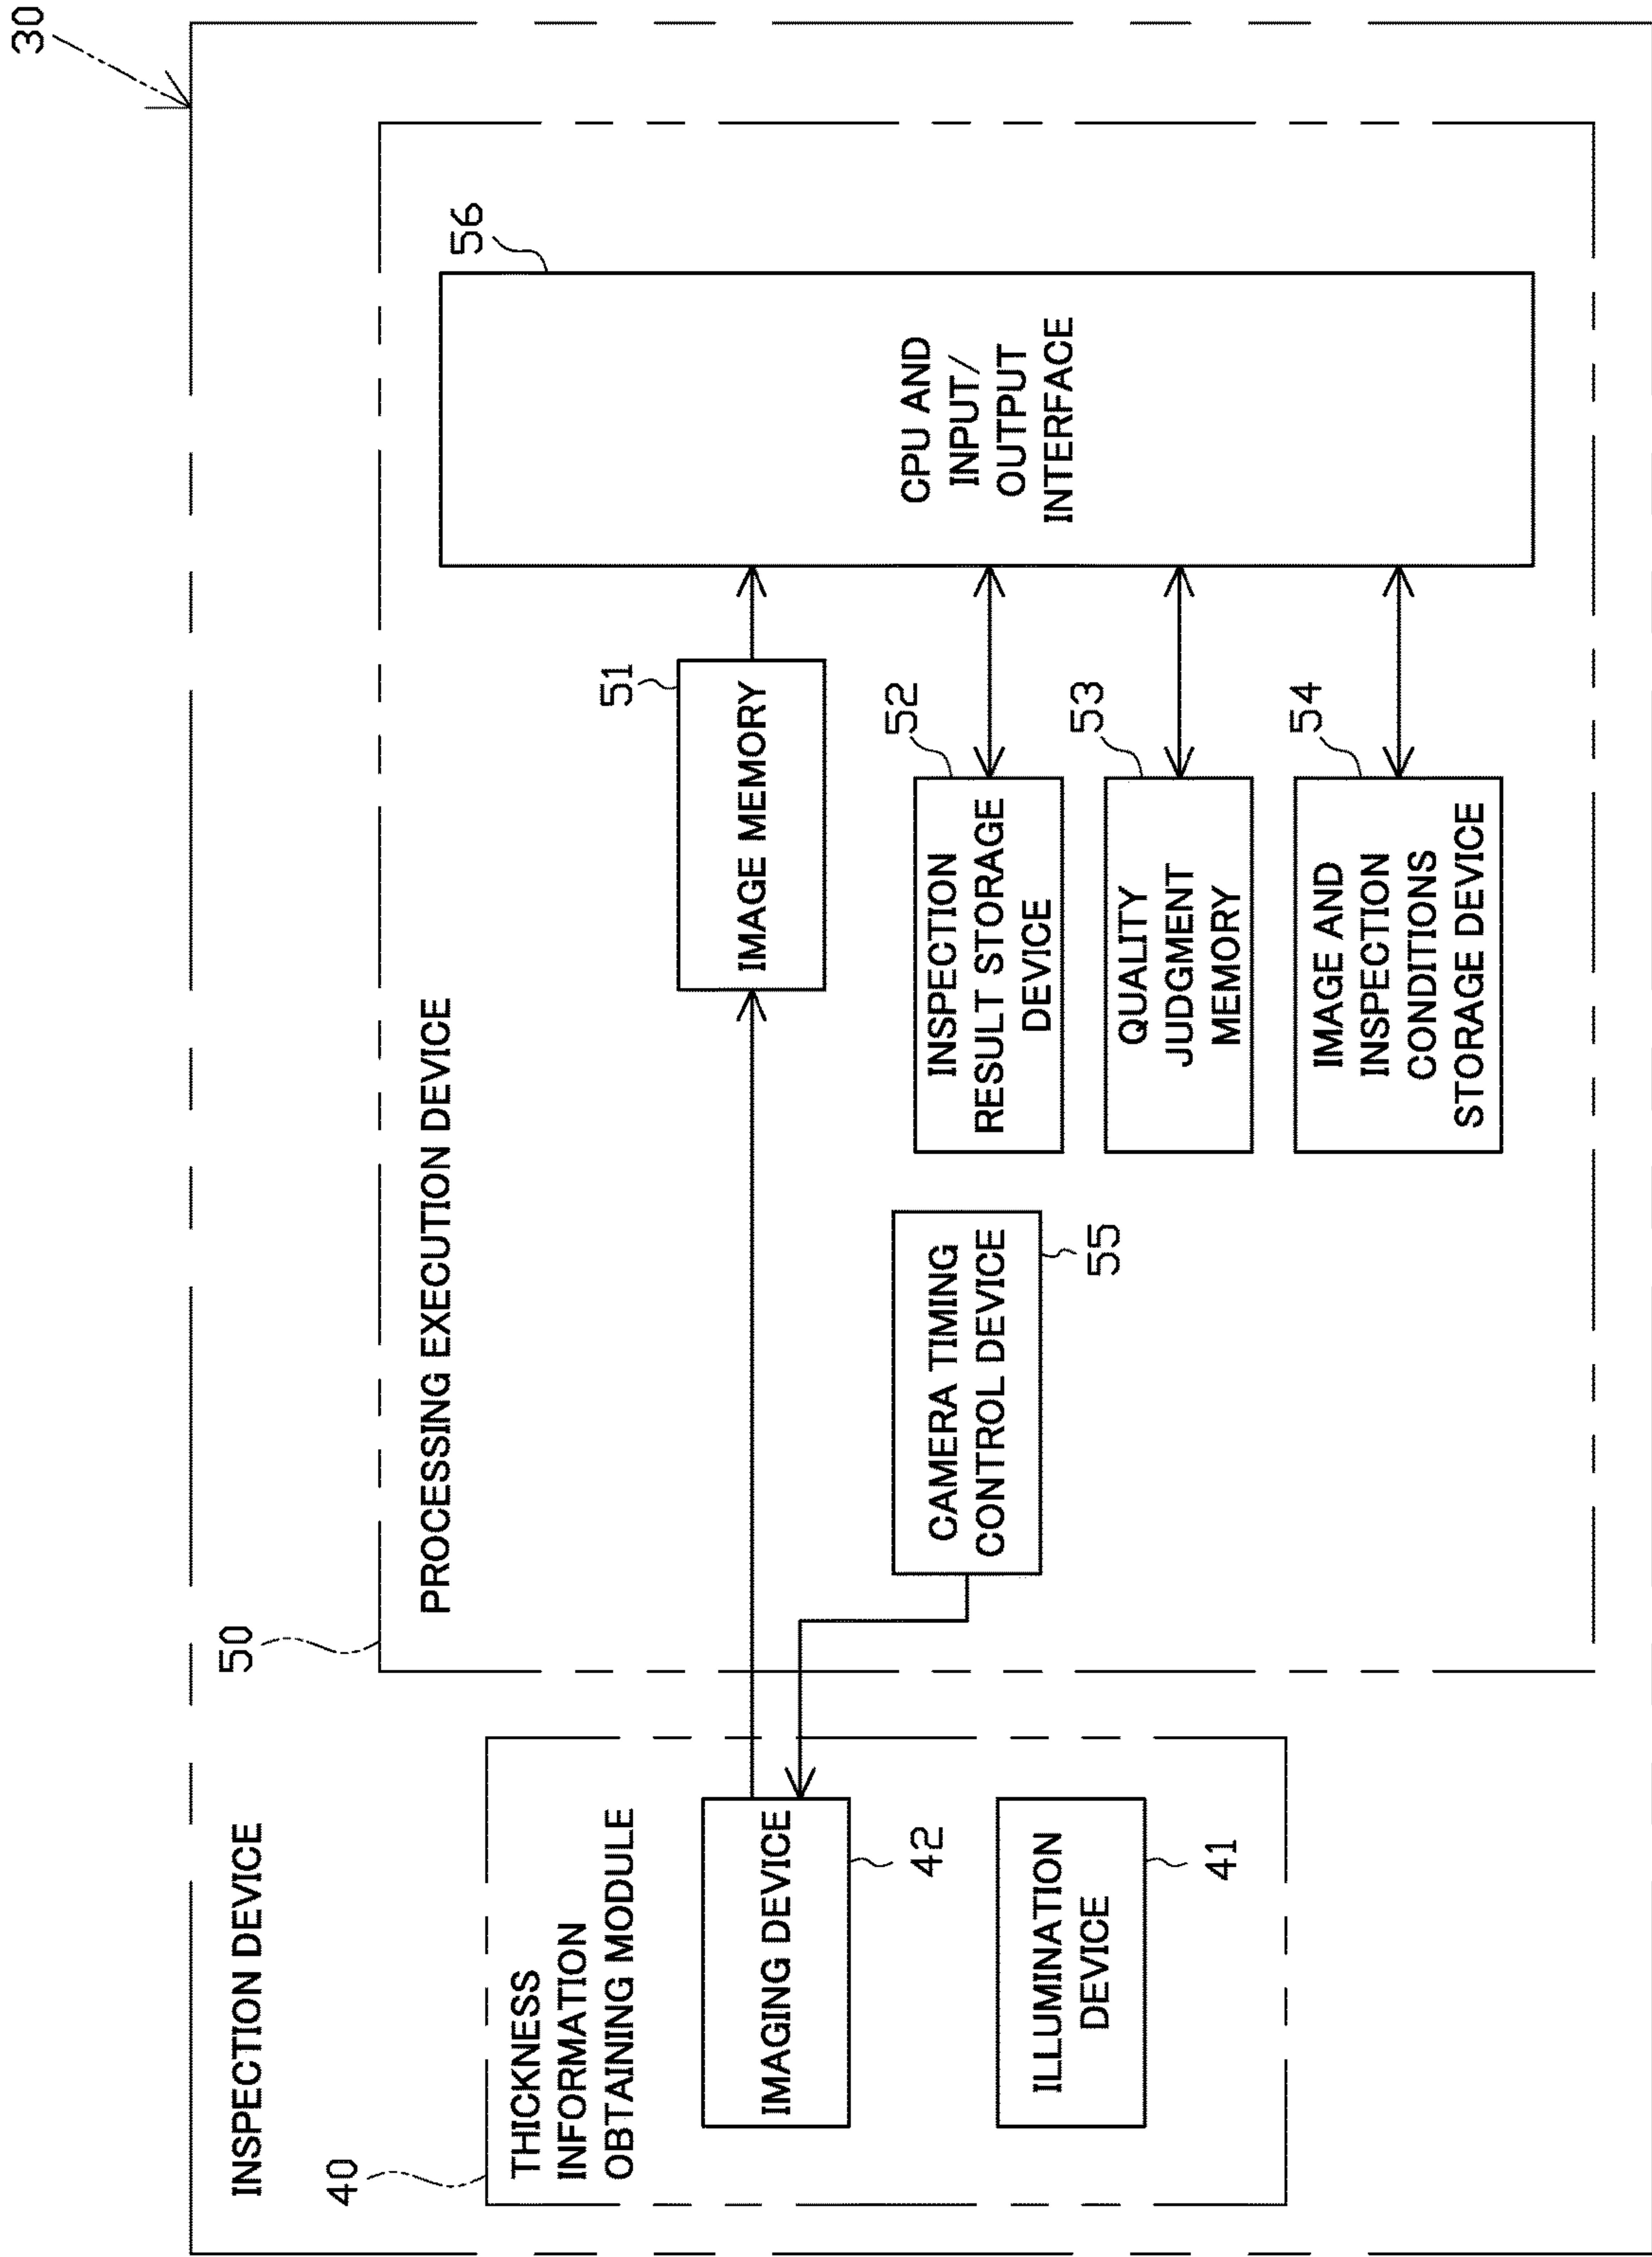 30
INSPECTION DEVICE
40
THICKNESS
INFORMATION
OBTAINING MODULE
IMAGING DEVICE
42
ILLUMINATION
DEVICE
41
50
PROCESSING EXECUTION DEVICE
51
IMAGE MEMORY
CAMERA TIMING
CONTROL DEVICE
55
52
INSPECTION
RESULT STORAGE
DEVICE
53
QUALITY
JUDGMENT
MEMORY
54
IMAGE AND
INSPECTION
CONDITIONS
STORAGE DEVICE
56
CPU AND
INPUT/
OUTPUT
INTERFACE